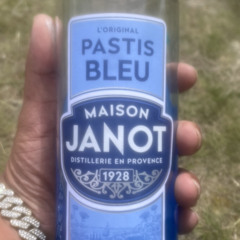 L'ORIGINAL
PASTIS
BLEU
MAISON
JANOT
DISTILLERIE EN PROVENCE
1928